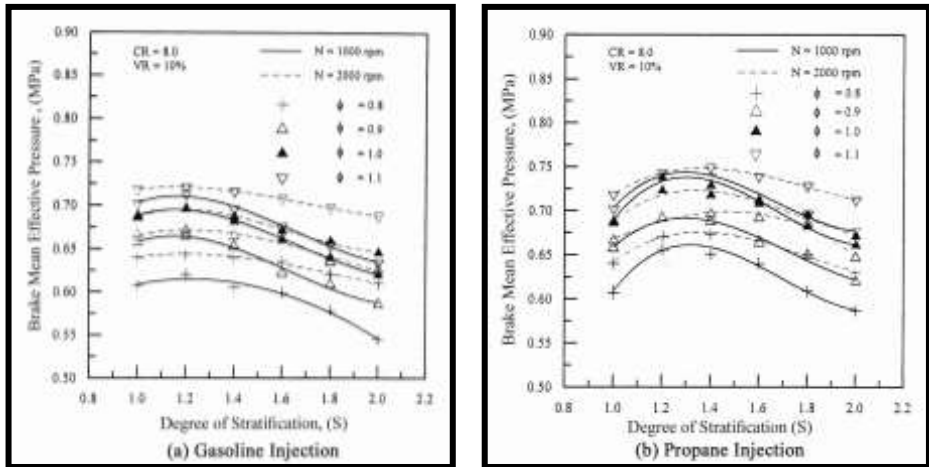 0.90
0.85
0.80
0.75
0.70
0.65
0.60
0.55
0.50
Brake Mean Effective Pressure , (MPa)
CR = 8.0
VR = 10%
N = 1000 rpm
N = 2000 rpm
ϕ = 0.8
ϕ = 0.9
ϕ = 1.0
ϕ = 1.1
0.8 1.0 1.2 1.4 1.6 1.8 2.0 2.2
Degree of Stratification, (S)
(a) Gasoline Injection
0.90
0.85
0.80
0.75
0.70
0.65
0.60
0.55
0.50
Brake Mean Effective Pressure, (MPa)
CR = 8.0
VR = 10%
N = 1000 rpm
N = 2000 rpm
ϕ = 0.8
ϕ = 0.9
ϕ = 1.0
ϕ = 1.1
0.8 1.0 1.2 1.4 1.6 1.8 2.0 2.2
Degree of Stratification (S)
(b) Propane Injection